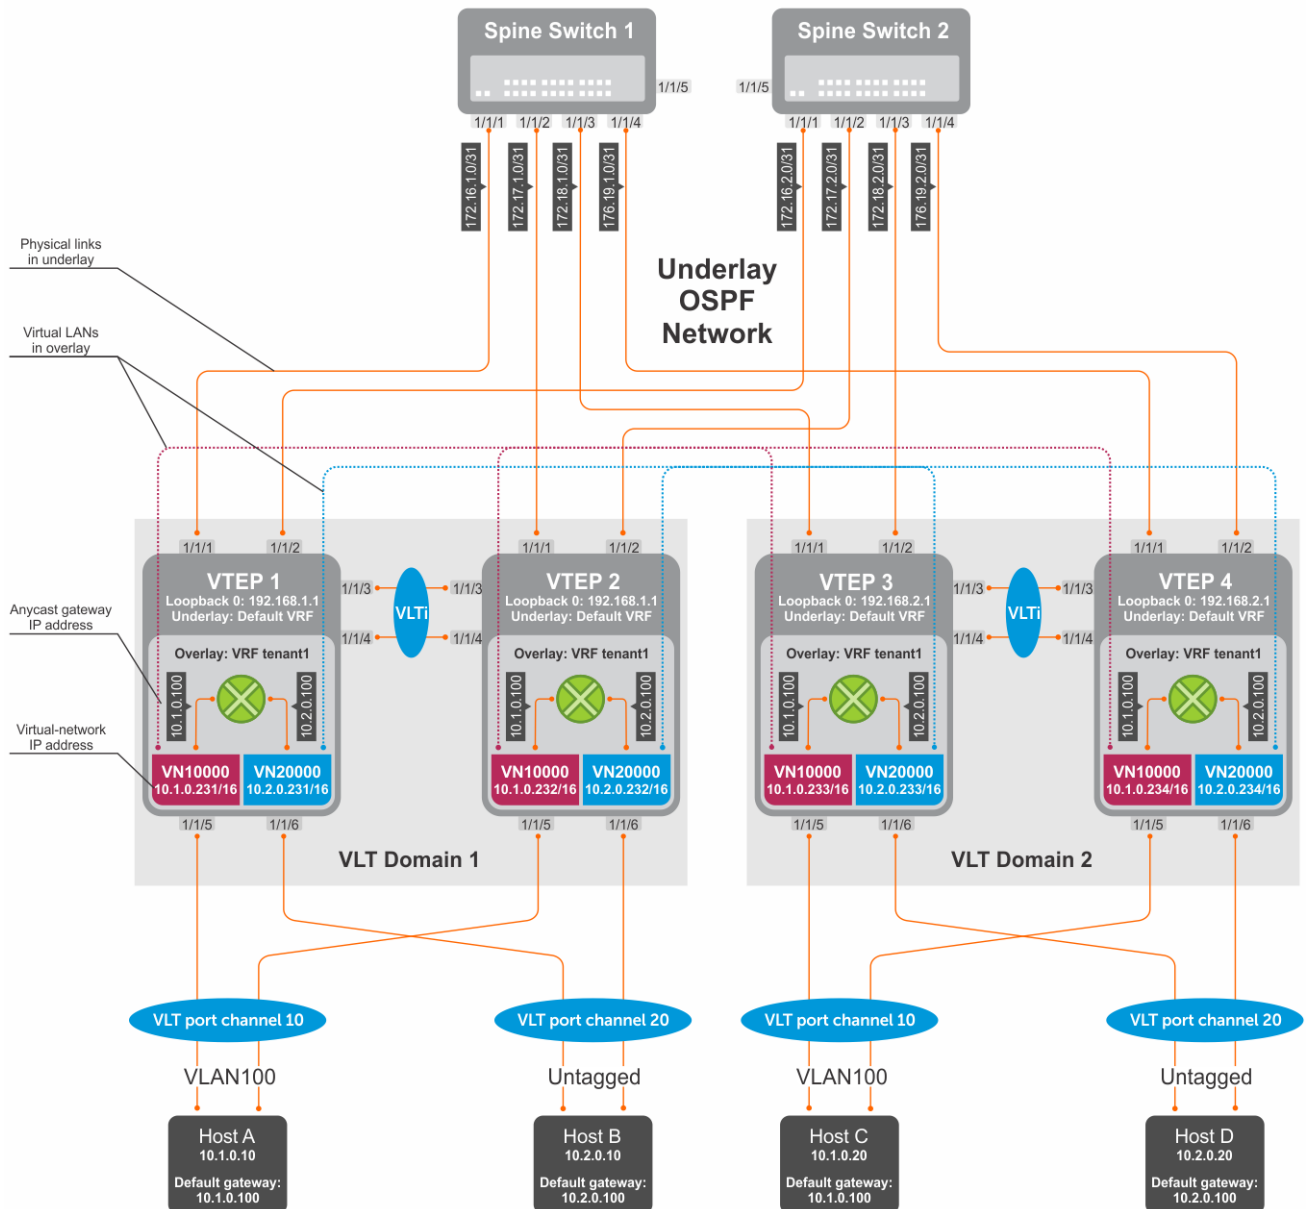 Spine Switch 1
Spine Switch 2
1/1/5
1/1/5
1/1/1
1/1/2
1/1/3
1/1/4
1/1/1
1/1/2
1/1/3
1/1/4
172.16.1.0/31
172.17.1.0/31
172.18.1.0/31
176.19.1.0/31
172.16.2.0/31
172.17.2.0/31
172.18.2.0/31
176.19.2.0/31
Physical links
in underlay
Underlay
OSPF
Network
Virtual LANs
in overlay
1/1/1
1/1/2
1/1/1
1/1/2
1/1/1
1/1/2
1/1/1
1/1/2
VTEP 1
Loopback 0: 192.168.1.1
Underlay: Default VRF
1/1/3
1/1/4
VLTi
1/1/3
1/1/4
VTEP 2
Loopback 0: 192.168.1.1
Underlay: Default VRF
VTEP 3
Loopback 0: 192.168.2.1
Underlay: Default VRF
1/1/3
1/1/4
VLTi
1/1/3
1/1/4
VTEP 4
Loopback 0: 192.168.2.1
Underlay: Default VRF
Anycast gateway
IP address
Overlay: VRF tenant1
10.1.0.100
10.2.0.100
Overlay: VRF tenant1
10.1.0.100
10.2.0.100
Overlay: VRF tenant1
10.1.0.100
10.2.0.100
Overlay: VRF tenant1
10.1.0.100
10.2.0.100
Virtual-network
IP address
VN10000
10.1.0.231/16
VN20000
10.2.0.231/16
VN10000
10.1.0.232/16
VN20000
10.2.0.232/16
VN10000
10.1.0.233/16
VN20000
10.2.0.233/16
VN10000
10.1.0.234/16
VN20000
10.2.0.234/16
1/1/5
1/1/6
1/1/5
1/1/6
1/1/5
1/1/6
1/1/5
1/1/6
VLT Domain 1
VLT Domain 2
VLT port channel 10
VLT port channel 20
VLT port channel 10
VLT port channel 20
VLAN100
Untagged
VLAN100
Untagged
Host A
10.1.0.10
Default gateway:
10.1.0.100
Host B
10.2.0.10
Default gateway:
10.2.0.100
Host C
10.1.0.20
Default gateway:
10.1.0.100
Host D
10.2.0.20
Default gateway:
10.2.0.100